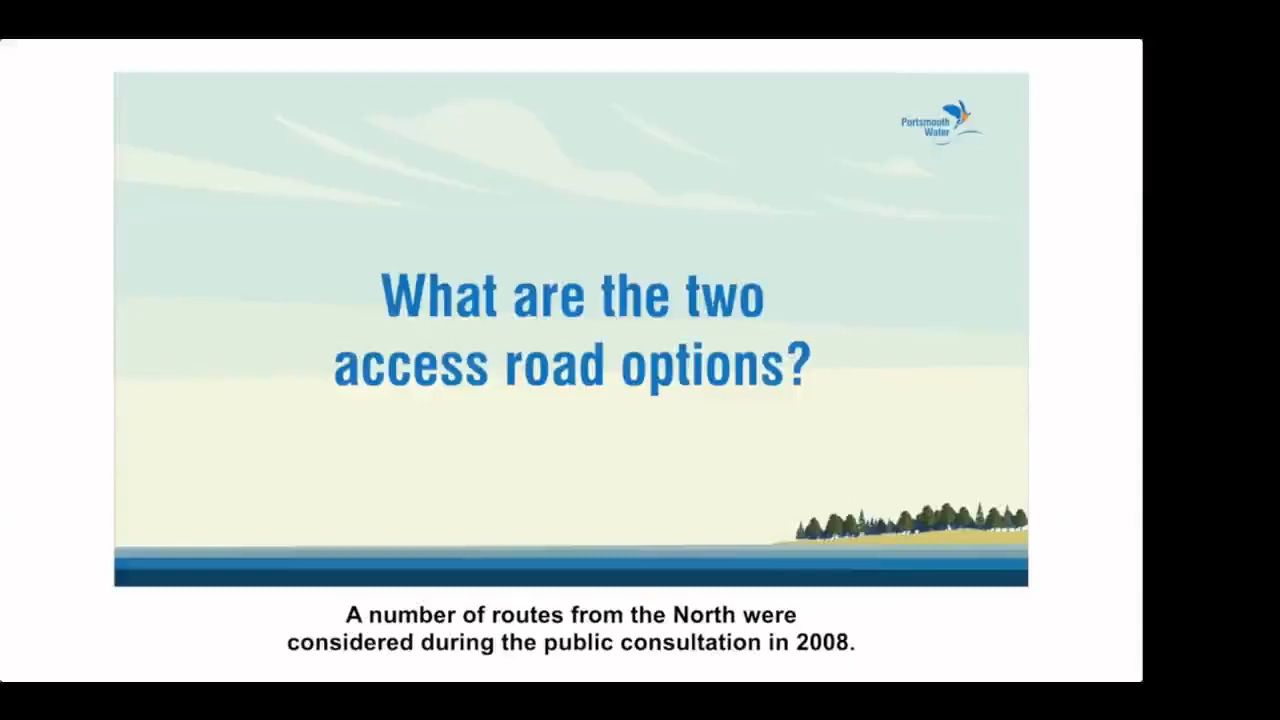 Portsmouth
Water
What are the two
access road options?
A number of routes from the North were
considered during the public consultation in 2008.